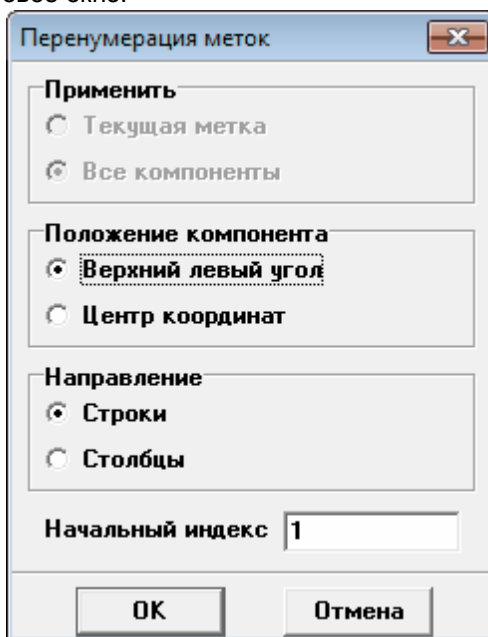 Перенумерация меток
Применить
Текущая метка
Все компоненты
Положение компонента
Верхний левый угол
Центр координат
Направление
Строки
Столбцы
Начальный индекс 1
OK Отмена